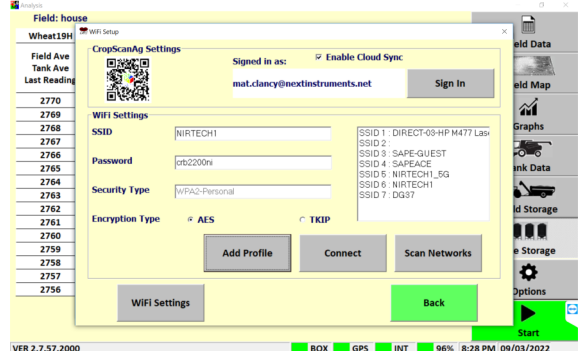 Analysis
Field: house
Wheat19H
Field Ave
Tank Ave
Last Reading
2770
2769
2768
2767
2766
2765
2764
2763
2762
2761
2760
2759
2758
2757
2756
WiFi Setup
CropScanAg Settings
Signed in as:
Enable Cloud Sync
mat.clancy@nextinstruments.net
Sign In
WiFi Settings
SSID
NIRTECH1
Password
crb2200ni
Security Type
WPA2-Personal
Encryption Type
AES
TKIP
SSID 1 : DIRECT-03-HP M477 Lase
SSID 2 :
SSID 3 : SAPE-GUEST
SSID 4 : SAPEACE
SSID 5 : NIRTECH1_5G
SSID 6 : NIRTECH1
SSID 7 : DG37
Add Profile
Connect
Scan Networks
WiFi Settings
Back
eld Data
eld Map
Graphs
ank Data
ld Storage
e Storage
Options
Start
VER 2.7.57.2000
BOX GPS INT 96% 8:28 PM 09/03/2022